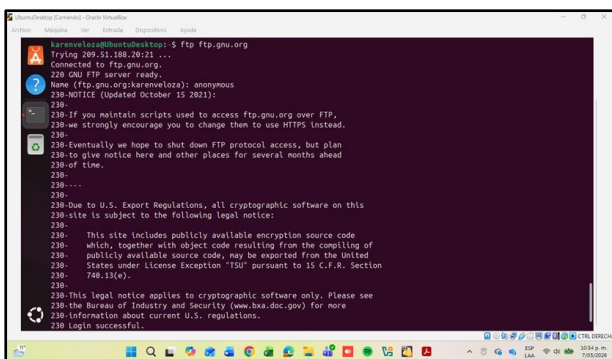 UbuntuDesktop [Corriendo] - Oracle VirtualBox
Archivo Máquina Ver Entrada Dispositivos Ayuda
karenveloza@UbuntuDesktop:~$ ftp ftp.gnu.org
Trying 209.51.188.20:21 ...
Connected to ftp.gnu.org.
220 GNU FTP server ready.
Name (ftp.gnu.org:karenveloza): anonymous
230-NOTICE (Updated October 15 2021):
230-
230-If you maintain scripts used to access ftp.gnu.org over FTP,
230-we strongly encourage you to change them to use HTTPS instead.
230-
230-Eventually we hope to shut down FTP protocol access, but plan
230-to give notice here and other places for several months ahead
230-of time.
230-
230----
230-
230-Due to U.S. Export Regulations, all cryptographic software on this
230-site is subject to the following legal notice:
230-
230-    This site includes publicly available encryption source code
230-    which, together with object code resulting from the compiling of
230-    publicly available source code, may be exported from the United
230-    States under License Exception "TSU" pursuant to 15 C.F.R. Section
230-    740.13(e).
230-
230-This legal notice applies to cryptographic software only. Please see
230-the Bureau of Industry and Security (www.bxa.doc.gov) for more
230-information about current U.S. regulations.
230 Login successful.
CTRL DERECHA
ESP
LAA
10:34 p. m.
7/05/2026